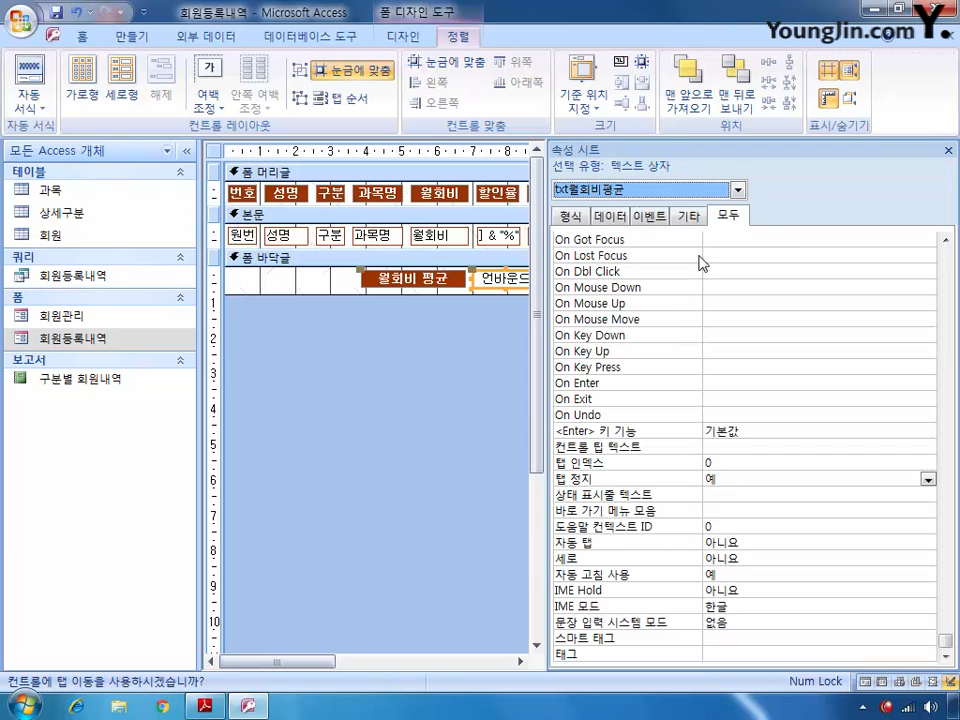 회원등록내역 - Microsoft Access
폼 디자인 도구
YoungJin.com Y.
홈
만들기
외부 데이터
데이터베이스 도구
디자인
정렬
자동
서식
자동 서식
가로형
세로형
해제
여백
조정
안쪽 여백
조정
눈금에 맞춤
탭 순서
컨트롤 레이아웃
눈금에 맞춤
위쪽
왼쪽
아래쪽
오른쪽
컨트롤 맞춤
기준 위치
지정
크기
맨 앞으로
가져오기
맨 뒤로
보내기
위치
표시/숨기기
모든 Access 개체
테이블
과목
상세구분
회원
쿼리
회원등록내역
폼
회원관리
회원등록내역
보고서
구분별 회원내역
1 2 3 4 5 6 7 8
폼 머리글
번호 성명 구분 과목명 월회비 할인율
본문
원번 성명 구분 과목명 월회비 ] & "%"
폼 바닥글
월회비 평균 언바운드
1
2
3
4
5
6
7
8
9
10
속성 시트
선택 유형: 텍스트 상자
txt월회비평균
형식 데이터 이벤트 기타 모두
On Got Focus
On Lost Focus
On Dbl Click
On Mouse Down
On Mouse Up
On Mouse Move
On Key Down
On Key Up
On Key Press
On Enter
On Exit
On Undo
<Enter> 키 기능 기본값
컨트롤 팁 텍스트
탭 인덱스 0
탭 정지 예
상태 표시줄 텍스트
바로 가기 메뉴 모음
도움말 컨텍스트 ID 0
자동 탭 아니요
세로 아니요
자동 고침 사용 예
IME Hold 아니요
IME 모드 한글
문장 입력 시스템 모드 없음
스마트 태그
태그
컨트롤에 탭 이동을 사용하시겠습니까?
Num Lock